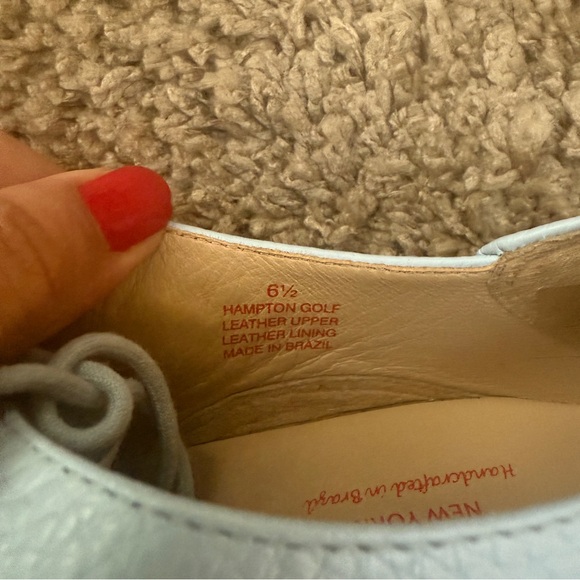 6½
HAMPTON GOLF
LEATHER UPPER
LEATHER LINING
MADE IN BRAZIL
Handcrafted in Brazil
NEW YORK